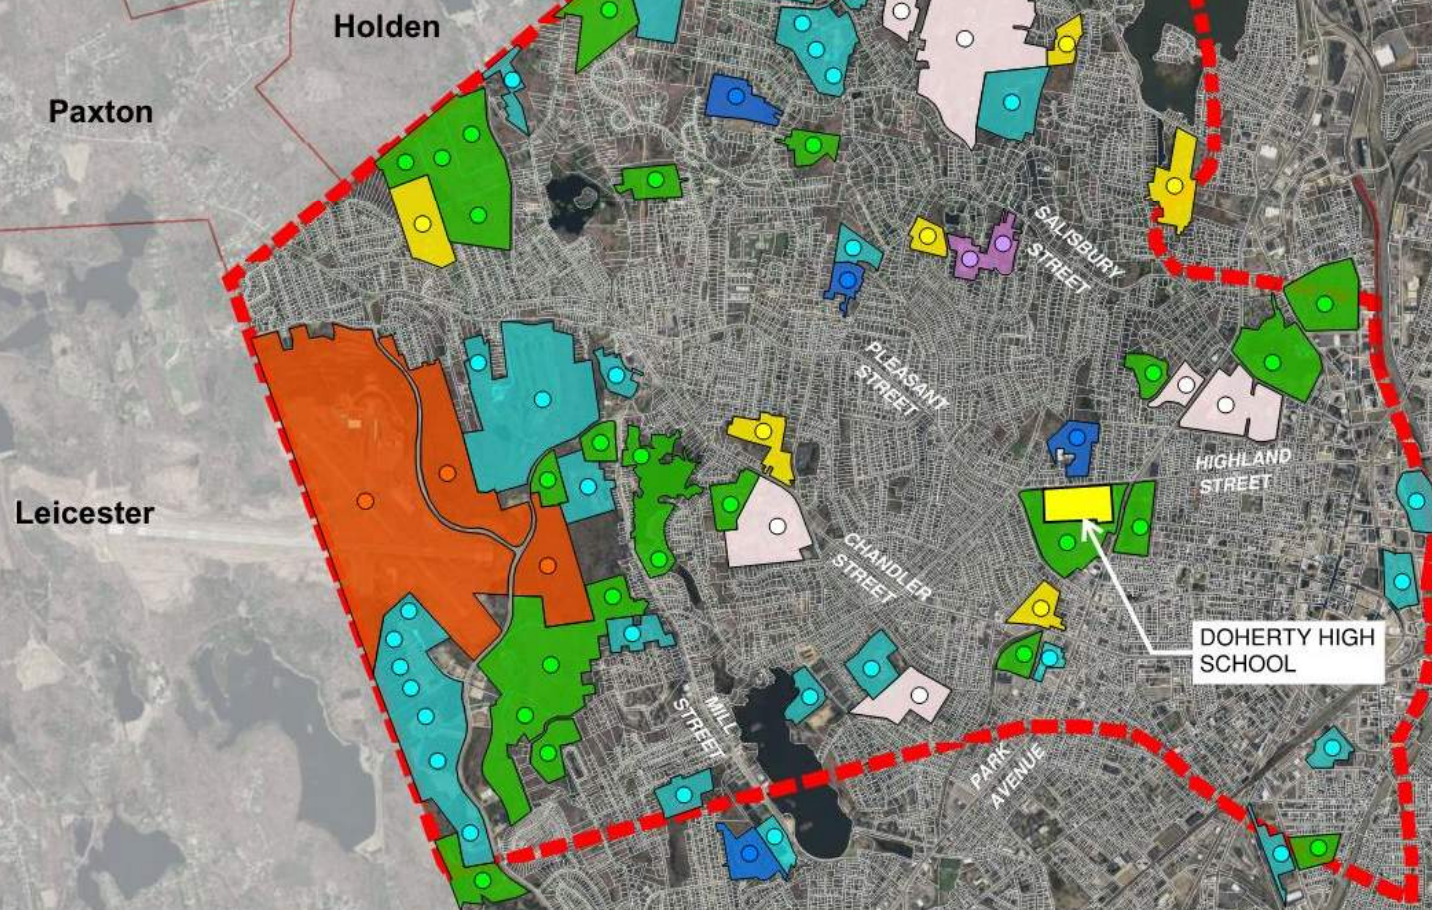 Holden
Paxton
SALISBURY
STREET
PLEASANT
STREET
HIGHLAND
STREET
Leicester
CHANDLER
STREET
DOHERTY HIGH
SCHOOL
MILL
STREET
PARK
AVENUE